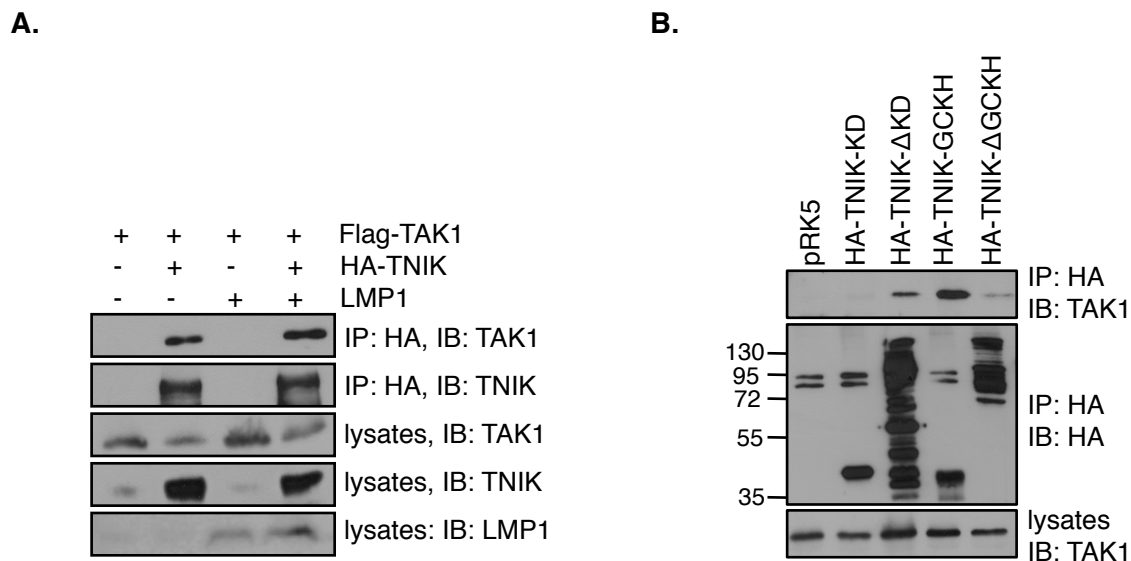 A.
+ + + + Flag-TAK1
- + - + HA-TNIK
- - + + LMP1
IP: HA, IB: TAK1
IP: HA, IB: TNIK
lysates, IB: TAK1
lysates, IB: TNIK
lysates: IB: LMP1
B.
pRK5
HA-TNIK-KD
HA-TNIK-ΔKD
HA-TNIK-GCKH
HA-TNIK-ΔGCKH
IP: HA
IB: TAK1
130
95
72
55
35
IP: HA
IB: HA
lysates
IB: TAK1